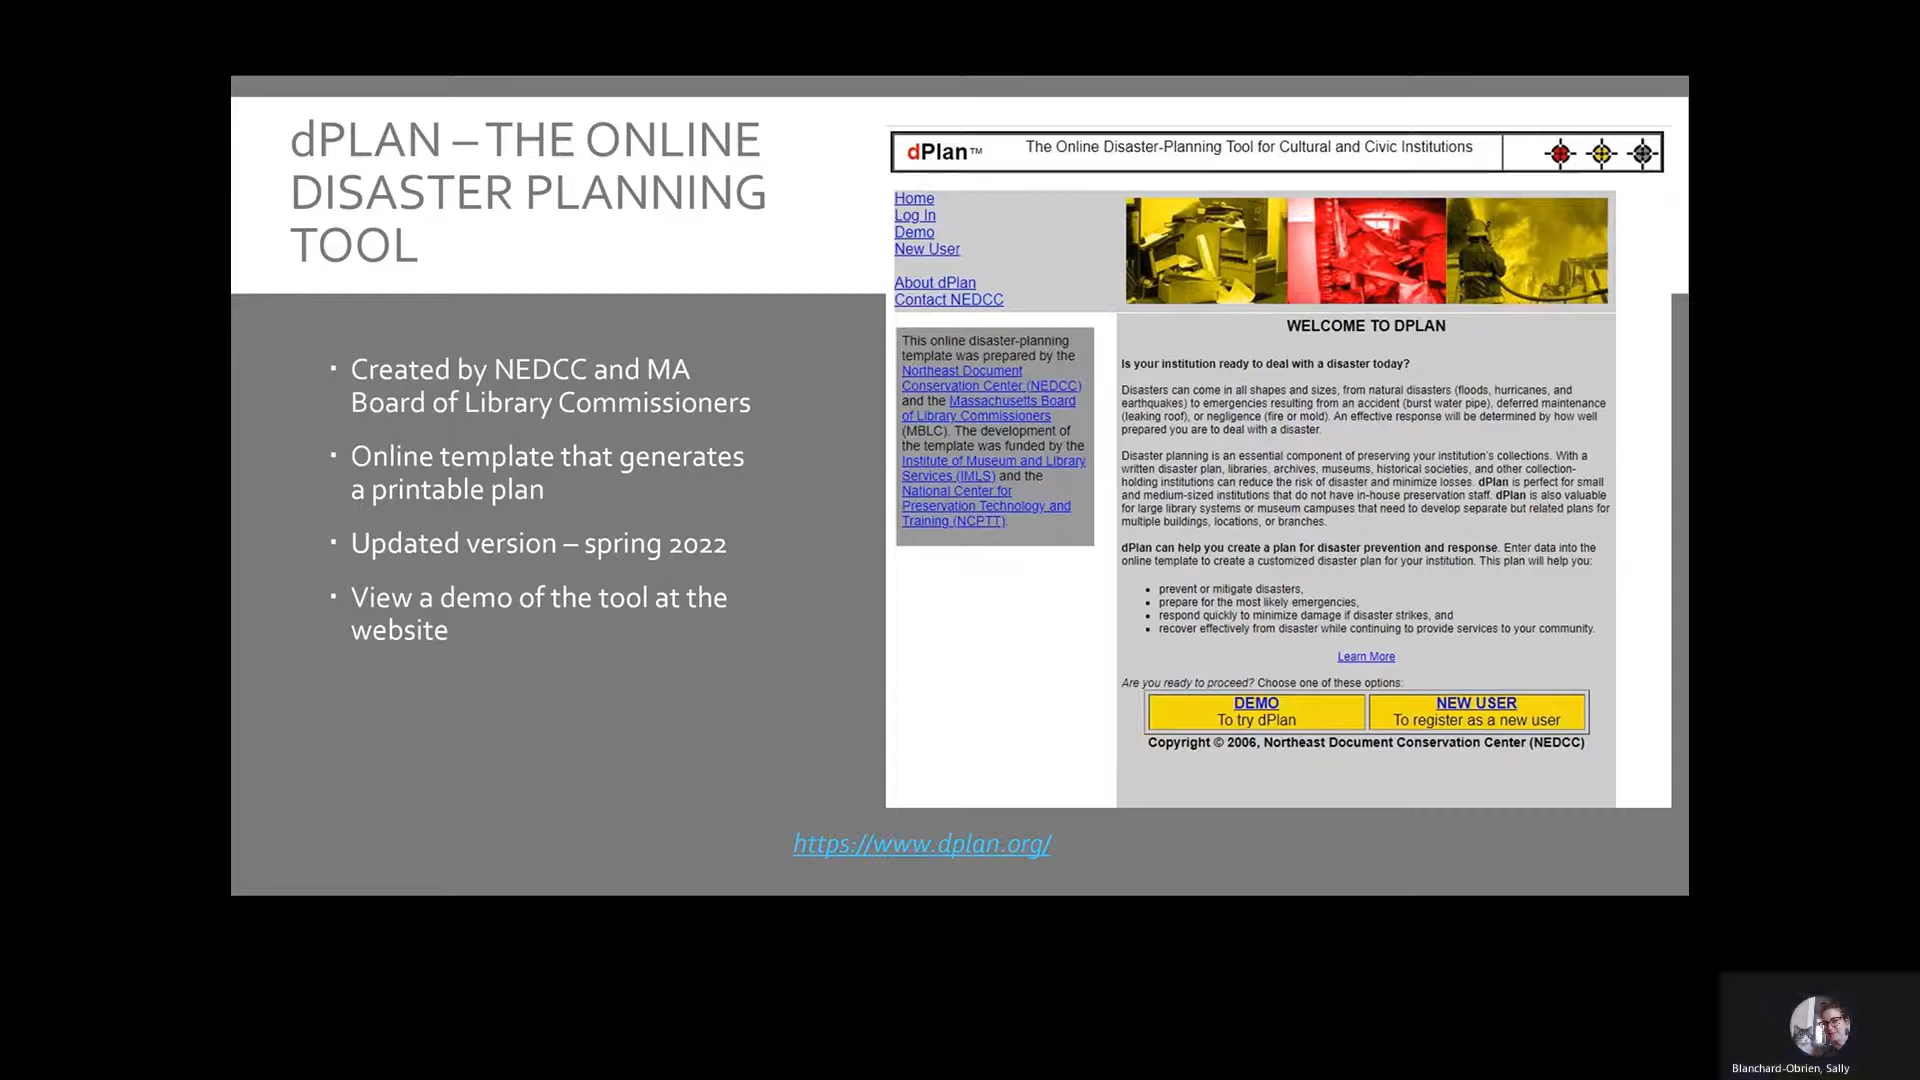 dPLAN – THE ONLINE
DISASTER PLANNING
TOOL
▪ Created by NEDCC and MA
Board of Library Commissioners
▪ Online template that generates
a printable plan
▪ Updated version – spring 2022
▪ View a demo of the tool at the
website
dPlan™
The Online Disaster-Planning Tool for Cultural and Civic Institutions
Home
Log In
Demo
New User
About dPlan
Contact NEDCC
This online disaster-planning
template was prepared by the
Northeast Document
Conservation Center (NEDCC)
and the Massachusetts Board
of Library Commissioners
(MBLC). The development of
the template was funded by the
Institute of Museum and Library
Services (IMLS) and the
National Center for
Preservation Technology and
Training (NCPTT).
WELCOME TO DPLAN
Is your institution ready to deal with a disaster today?
Disasters can come in all shapes and sizes, from natural disasters (floods, hurricanes, and
earthquakes) to emergencies resulting from an accident (burst water pipe), deferred maintenance
(leaking roof), or negligence (fire or mold). An effective response will be determined by how well
prepared you are to deal with a disaster.
Disaster planning is an essential component of preserving your institution's collections. With a
written disaster plan, libraries, archives, museums, historical societies, and other collection-
holding institutions can reduce the risk of disaster and minimize losses. dPlan is perfect for small
and medium-sized institutions that do not have in-house preservation staff. dPlan is also valuable
for large library systems or museum campuses that need to develop separate but related plans for
multiple buildings, locations, or branches.
dPlan can help you create a plan for disaster prevention and response. Enter data into the
online template to create a customized disaster plan for your institution. This plan will help you:
• prevent or mitigate disasters,
• prepare for the most likely emergencies,
• respond quickly to minimize damage if disaster strikes, and
• recover effectively from disaster while continuing to provide services to your community.
Learn More
Are you ready to proceed? Choose one of these options:
DEMO
To try dPlan
NEW USER
To register as a new user
Copyright © 2006, Northeast Document Conservation Center (NEDCC)
https://www.dplan.org/
Blanchard-Obrien, Sally